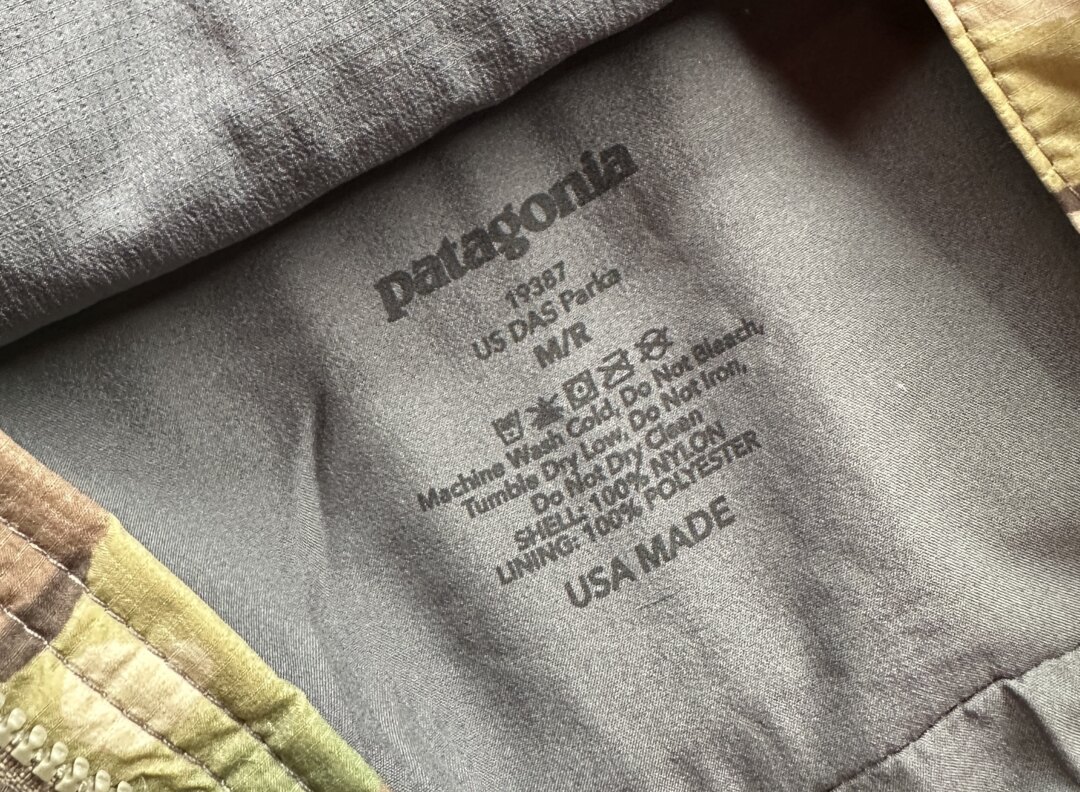 patagonia
19387
US DAS Parka
M/R
Machine Wash Cold, Do Not Bleach,
Tumble Dry Low, Do Not Iron,
Do Not Dry Clean
SHELL: 100% NYLON
LINING: 100% POLYESTER
USA MADE